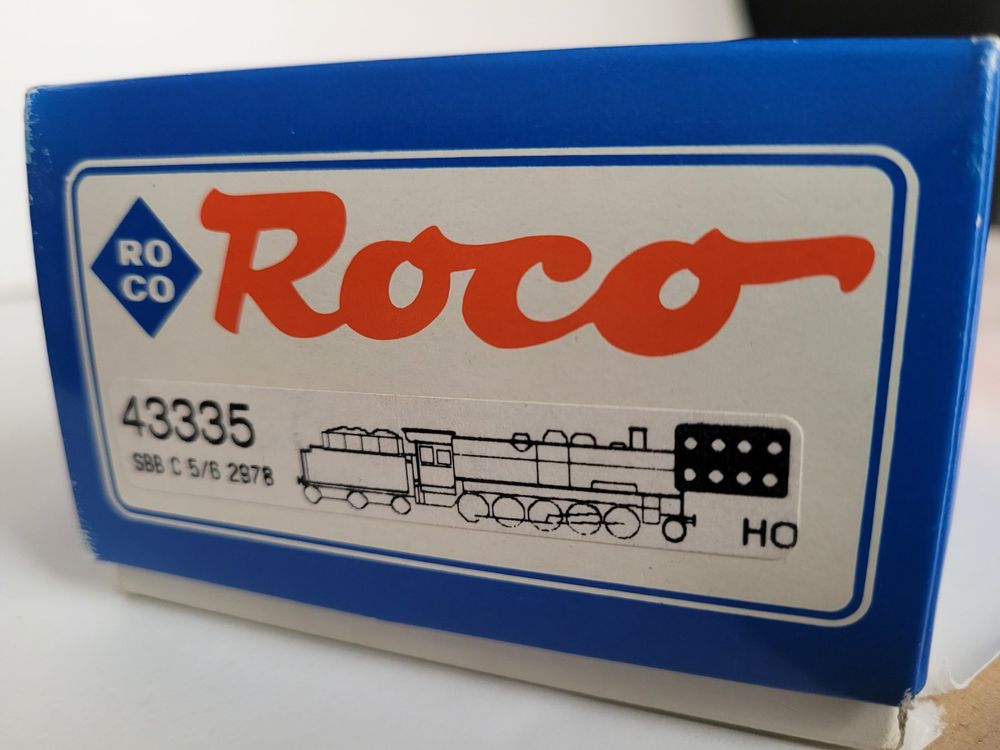 RO
CO
Roco
43335
SBB C 5/6 2978
HO